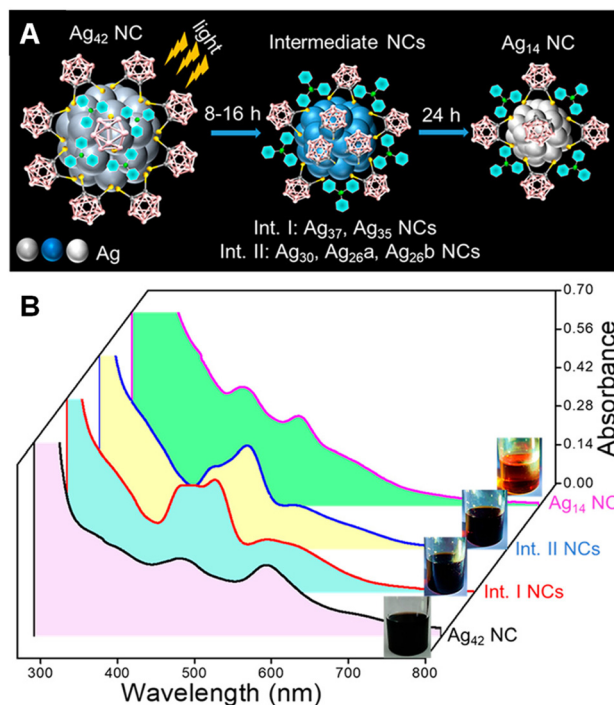 A
Ag42 NC
light
Intermediate NCs
Ag14 NC
8-16 h
24 h
Int. I: Ag37, Ag35 NCs
Int. II: Ag30, Ag26a, Ag26b NCs
Ag
B
0.70
0.56
0.42
0.28
0.14
0.00
Absorbance
Ag14 NC
Int. II NCs
Int. I NCs
Ag42 NC
300 400 500 600 700 800
Wavelength (nm)